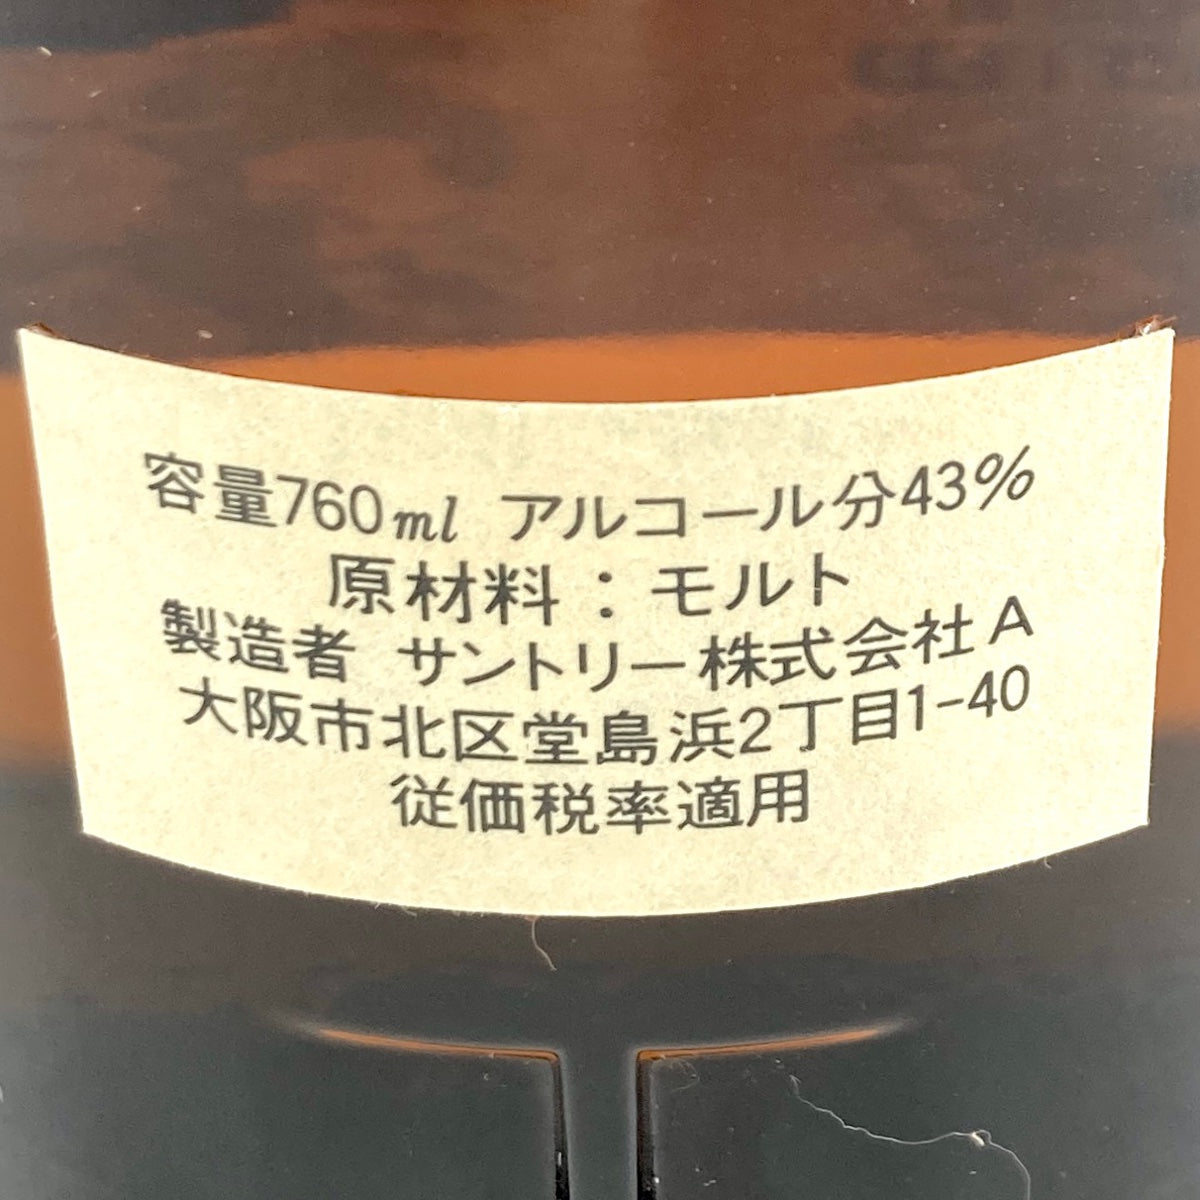 容量760ml アルコール分43%
原材料：モルト
製造者 サントリー株式会社A
大阪市北区堂島浜2丁目1-40
従価税率適用